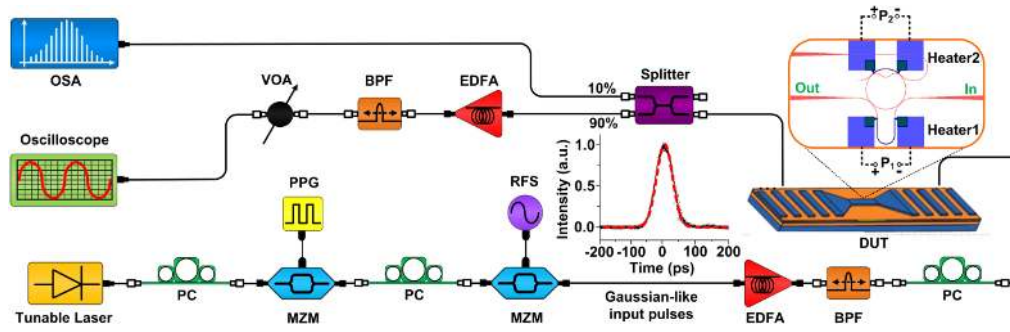 OSA
VOA
BPF
EDFA
Splitter
10%
90%
Oscilloscope
+ P₂ -
Heater2
Out
In
Heater1
+ P₁ -
DUT
PPG
RFS
Intensity (a.u.)
1.0
0.5
0.0
-200 -100 0 100 200
Time (ps)
Tunable Laser
PC
MZM
PC
MZM
Gaussian-like
input pulses
EDFA
BPF
PC